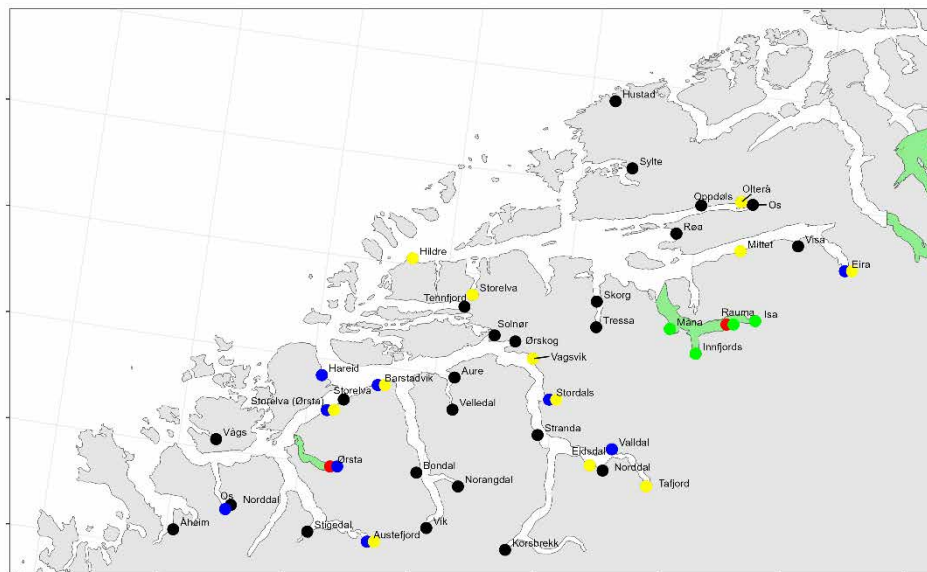 Hustad
Sylte
Olterå
Oppdøls
Os
Røa
Mittet
Visa
Hildre
Eira
Storelva
Tennfjord
Skorg
Rauma
Isa
Måna
Tressa
Solnør
Ørskog
Innfjords
Vagsvik
Hareid
Aure
Barstadvik
Storelva
Stordals
Storelva (Ørsta)
Velledal
Stranda
Vågs
Valldal
Eidsdal
Ørsta
Norddal
Bondal
Norangdal
Tafjord
Os
Norddal
Åheim
Stigedal
Vik
Austefjord
Korsbrekk